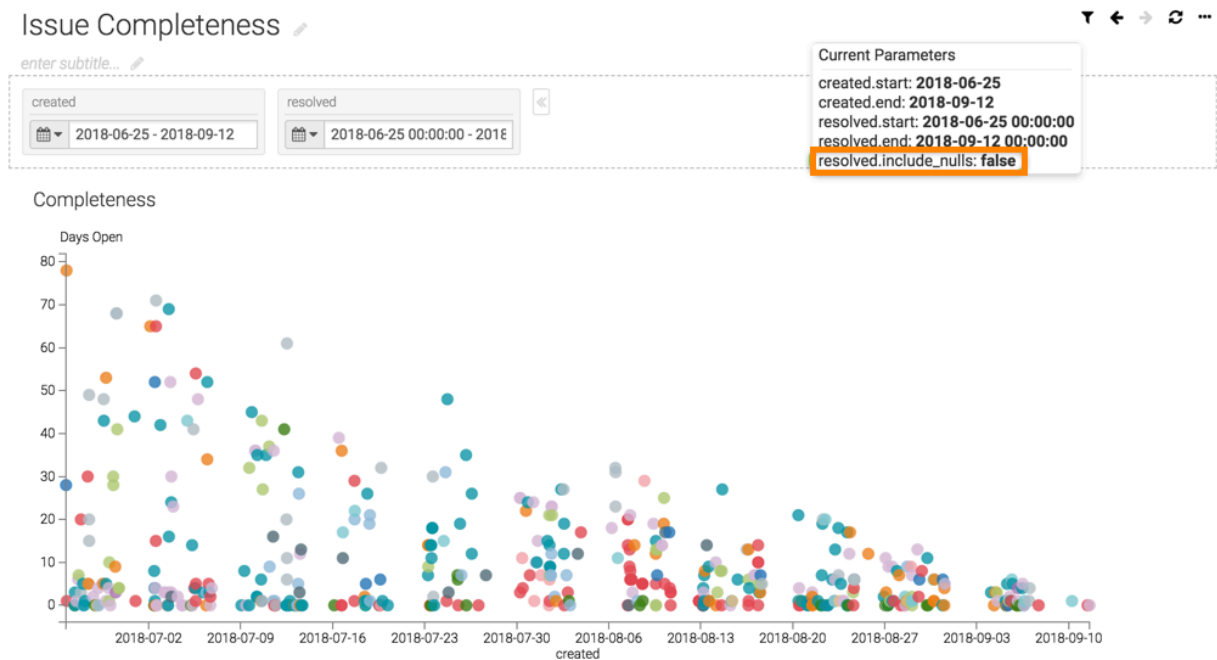 Issue Completeness
enter subtitle...
created
2018-06-25 - 2018-09-12
resolved
2018-06-25 00:00:00 - 2018
Current Parameters
created.start: 2018-06-25
created.end: 2018-09-12
resolved.start: 2018-06-25 00:00:00
resolved.end: 2018-09-12 00:00:00
resolved.include_nulls: false
Completeness
Days Open
80
70
60
50
40
30
20
10
0
2018-07-02 2018-07-09 2018-07-16 2018-07-23 2018-07-30 2018-08-06 2018-08-13 2018-08-20 2018-08-27 2018-09-03 2018-09-10
created